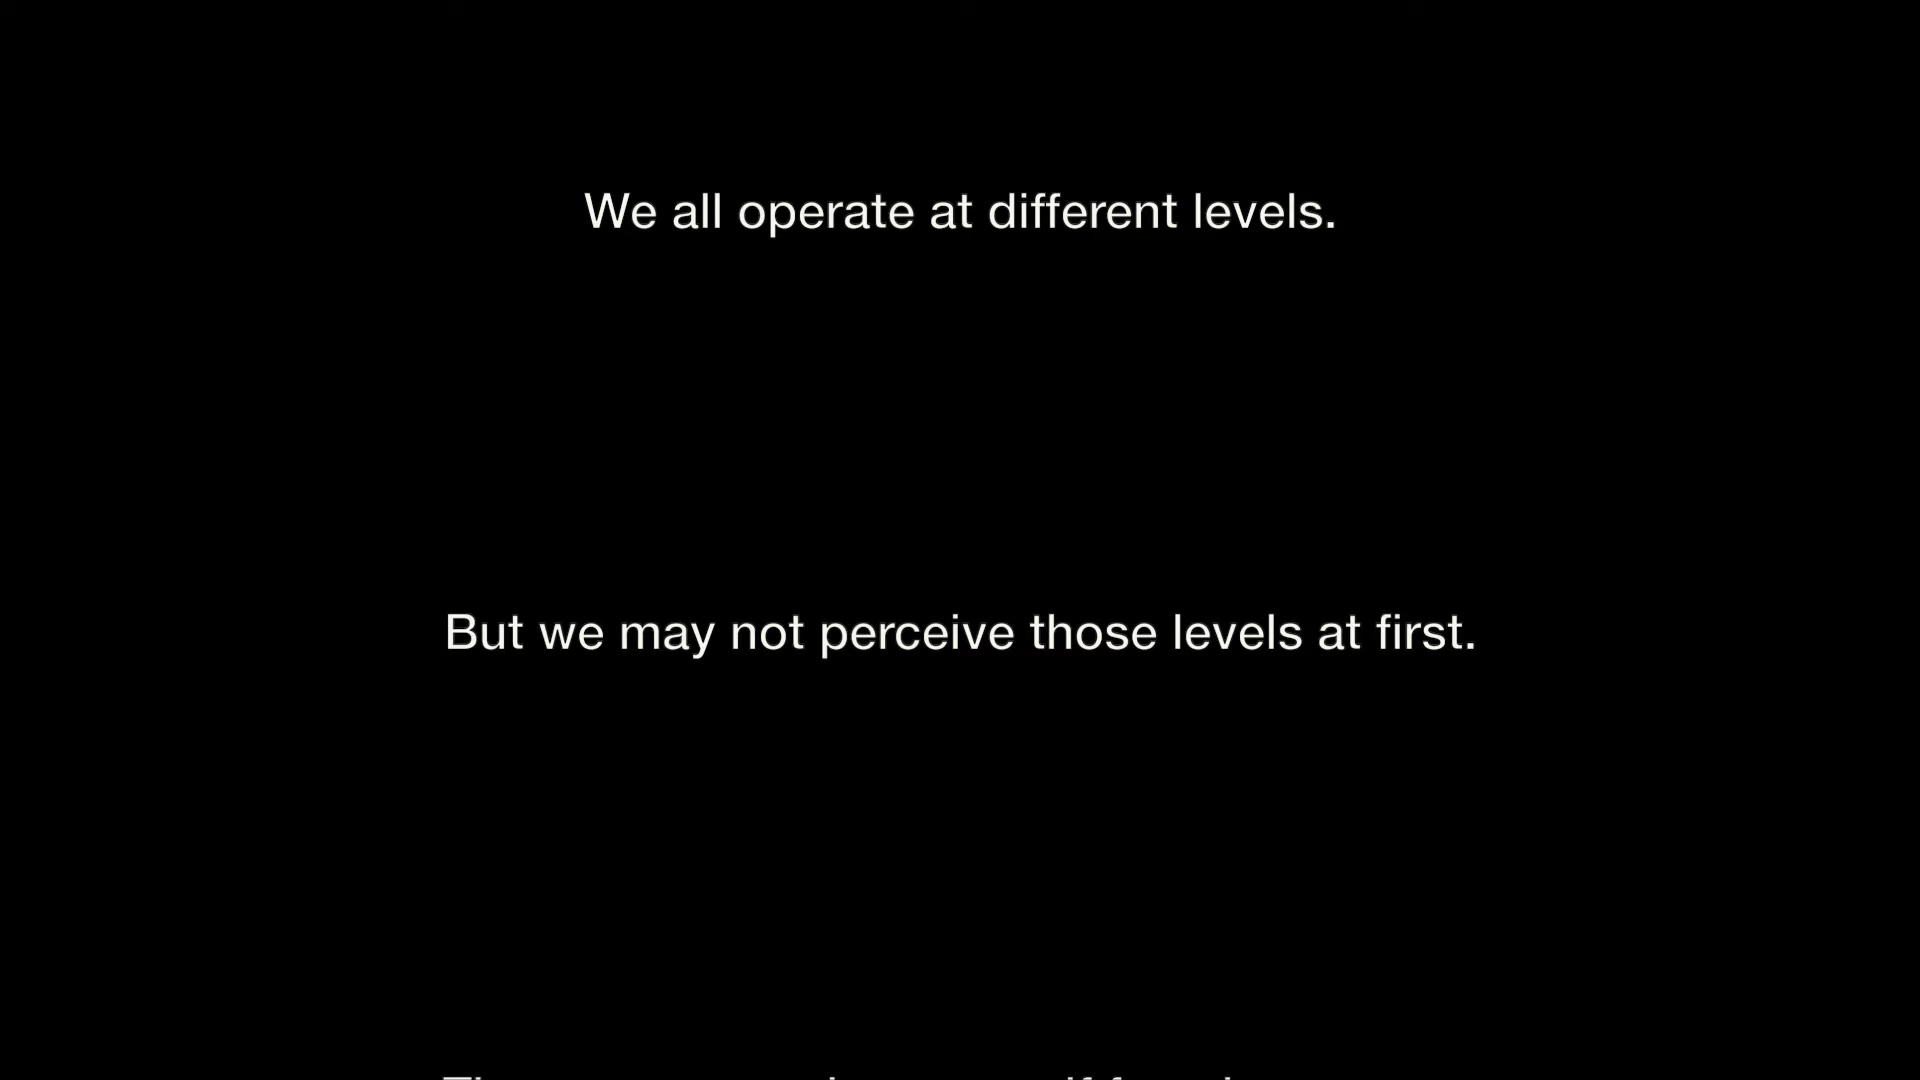 We all operate at different levels.
But we may not perceive those levels at first.